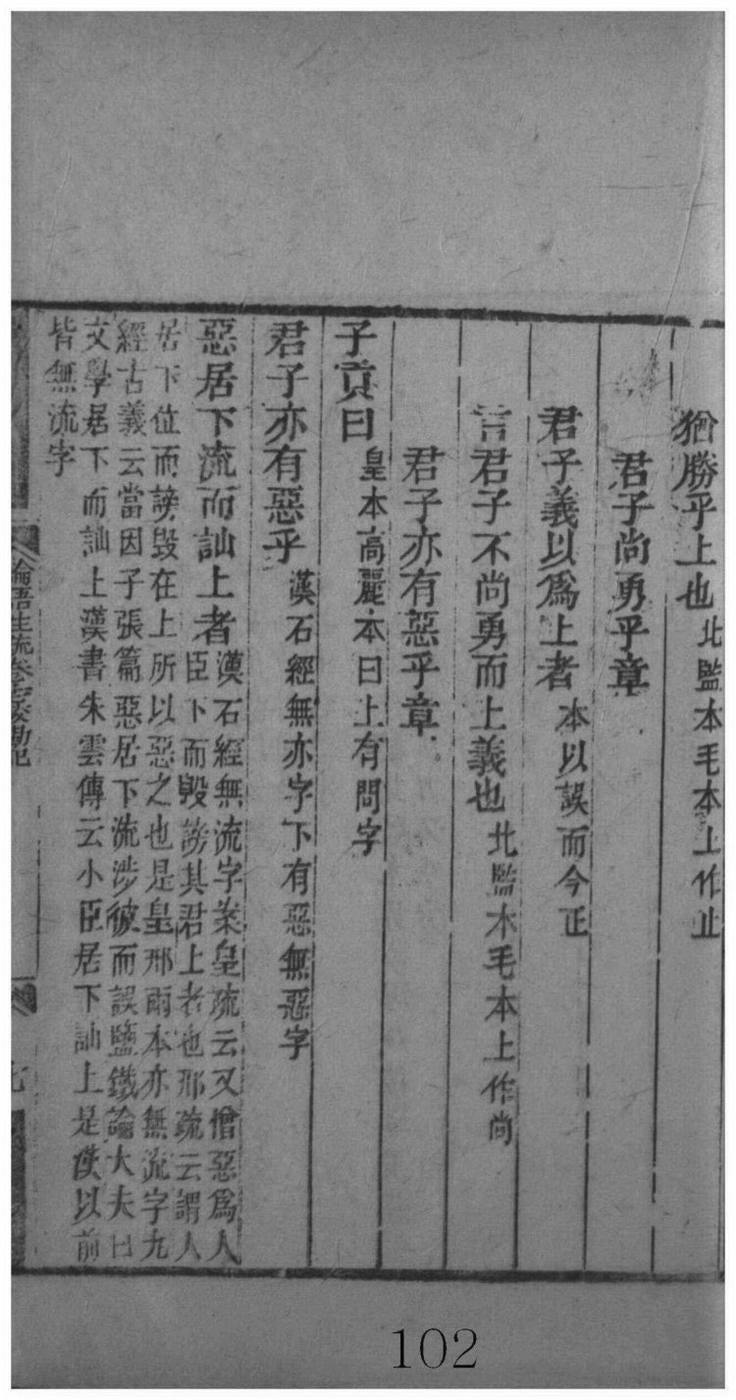 猶勝乎上也 北監本毛本上作止
君子尚勇乎章
君子義以爲上者 本以誤而今正
言君子不尚勇而上義也 北監本毛本上作尚
君子亦有惡乎章
子貢曰 皇本高麗本曰上有問字
君子亦有惡乎 漢石經無亦字下有惡無惡字
惡居下流而訕上者 漢石經無流字案皇疏云又憎惡爲人
臣下而毀謗其君上者也邢疏云謂人
居下位而謗毀在上所以惡之也是皇邢兩本亦無流字九
經古義云當因子張篇惡居下流涉彼而誤鹽鐵論大夫曰
文學居下而訕上漢書朱雲傳云小臣居下訕上是漢以前
皆無流字
論語注疏卷十七校勘記
七
102